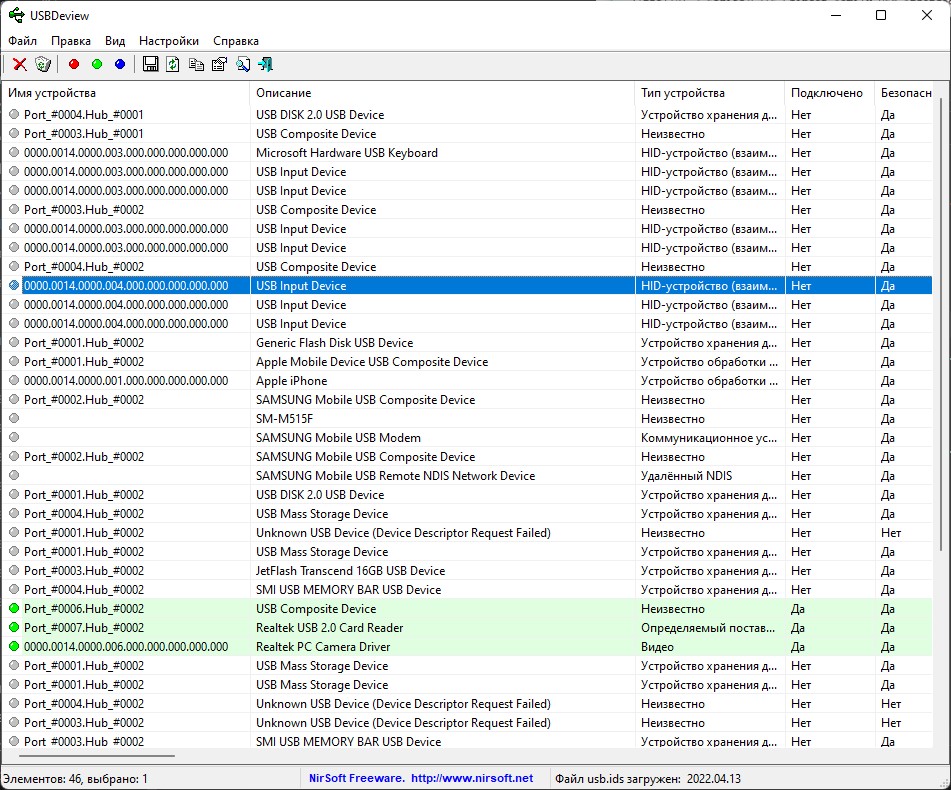 USBDeview
Файл Правка Вид Настройки Справка
Имя устройства Описание Тип устройства Подключено Безопасн
Port_#0004.Hub_#0001 USB DISK 2.0 USB Device Устройство хранения д... Нет Да
Port_#0003.Hub_#0001 USB Composite Device Неизвестно Нет Да
0000.0014.0000.003.000.000.000.000.000 Microsoft Hardware USB Keyboard HID-устройство (взаим... Нет Да
0000.0014.0000.003.000.000.000.000.000 USB Input Device HID-устройство (взаим... Нет Да
0000.0014.0000.003.000.000.000.000.000 USB Input Device HID-устройство (взаим... Нет Да
Port_#0003.Hub_#0002 USB Composite Device Неизвестно Нет Да
0000.0014.0000.003.000.000.000.000.000 USB Input Device HID-устройство (взаим... Нет Да
0000.0014.0000.003.000.000.000.000.000 USB Input Device HID-устройство (взаим... Нет Да
Port_#0004.Hub_#0002 USB Composite Device Неизвестно Нет Да
0000.0014.0000.004.000.000.000.000.000 USB Input Device HID-устройство (взаим... Нет Да
0000.0014.0000.004.000.000.000.000.000 USB Input Device HID-устройство (взаим... Нет Да
0000.0014.0000.004.000.000.000.000.000 USB Input Device HID-устройство (взаим... Нет Да
Port_#0001.Hub_#0002 Generic Flash Disk USB Device Устройство хранения д... Нет Да
Port_#0001.Hub_#0002 Apple Mobile Device USB Composite Device Устройство обработки ... Нет Да
0000.0014.0000.001.000.000.000.000.000 Apple iPhone Устройство обработки ... Нет Да
Port_#0002.Hub_#0002 SAMSUNG Mobile USB Composite Device Неизвестно Нет Да
SM-M515F Неизвестно Нет Да
SAMSUNG Mobile USB Modem Коммуникационное ус... Нет Да
Port_#0002.Hub_#0002 SAMSUNG Mobile USB Composite Device Неизвестно Нет Да
SAMSUNG Mobile USB Remote NDIS Network Device Удалённый NDIS Нет Да
Port_#0001.Hub_#0002 USB DISK 2.0 USB Device Устройство хранения д... Нет Да
Port_#0004.Hub_#0002 USB Mass Storage Device Устройство хранения д... Нет Да
Port_#0001.Hub_#0002 Unknown USB Device (Device Descriptor Request Failed) Неизвестно Нет Нет
Port_#0001.Hub_#0002 USB Mass Storage Device Устройство хранения д... Нет Да
Port_#0003.Hub_#0002 JetFlash Transcend 16GB USB Device Устройство хранения д... Нет Да
Port_#0004.Hub_#0002 SMI USB MEMORY BAR USB Device Устройство хранения д... Нет Да
Port_#0006.Hub_#0002 USB Composite Device Неизвестно Да Да
Port_#0007.Hub_#0002 Realtek USB 2.0 Card Reader Определяемый постав... Да Да
0000.0014.0000.006.000.000.000.000.000 Realtek PC Camera Driver Видео Да Да
Port_#0001.Hub_#0002 USB Mass Storage Device Устройство хранения д... Нет Да
Port_#0001.Hub_#0002 USB Mass Storage Device Устройство хранения д... Нет Да
Port_#0004.Hub_#0002 Unknown USB Device (Device Descriptor Request Failed) Неизвестно Нет Нет
Port_#0003.Hub_#0002 Unknown USB Device (Device Descriptor Request Failed) Неизвестно Нет Нет
Port_#0003.Hub_#0002 SMI USB MEMORY BAR USB Device Устройство хранения д... Нет Да
Элементов: 46, выбрано: 1 NirSoft Freeware. http://www.nirsoft.net Файл usb.ids загружен: 2022.04.13